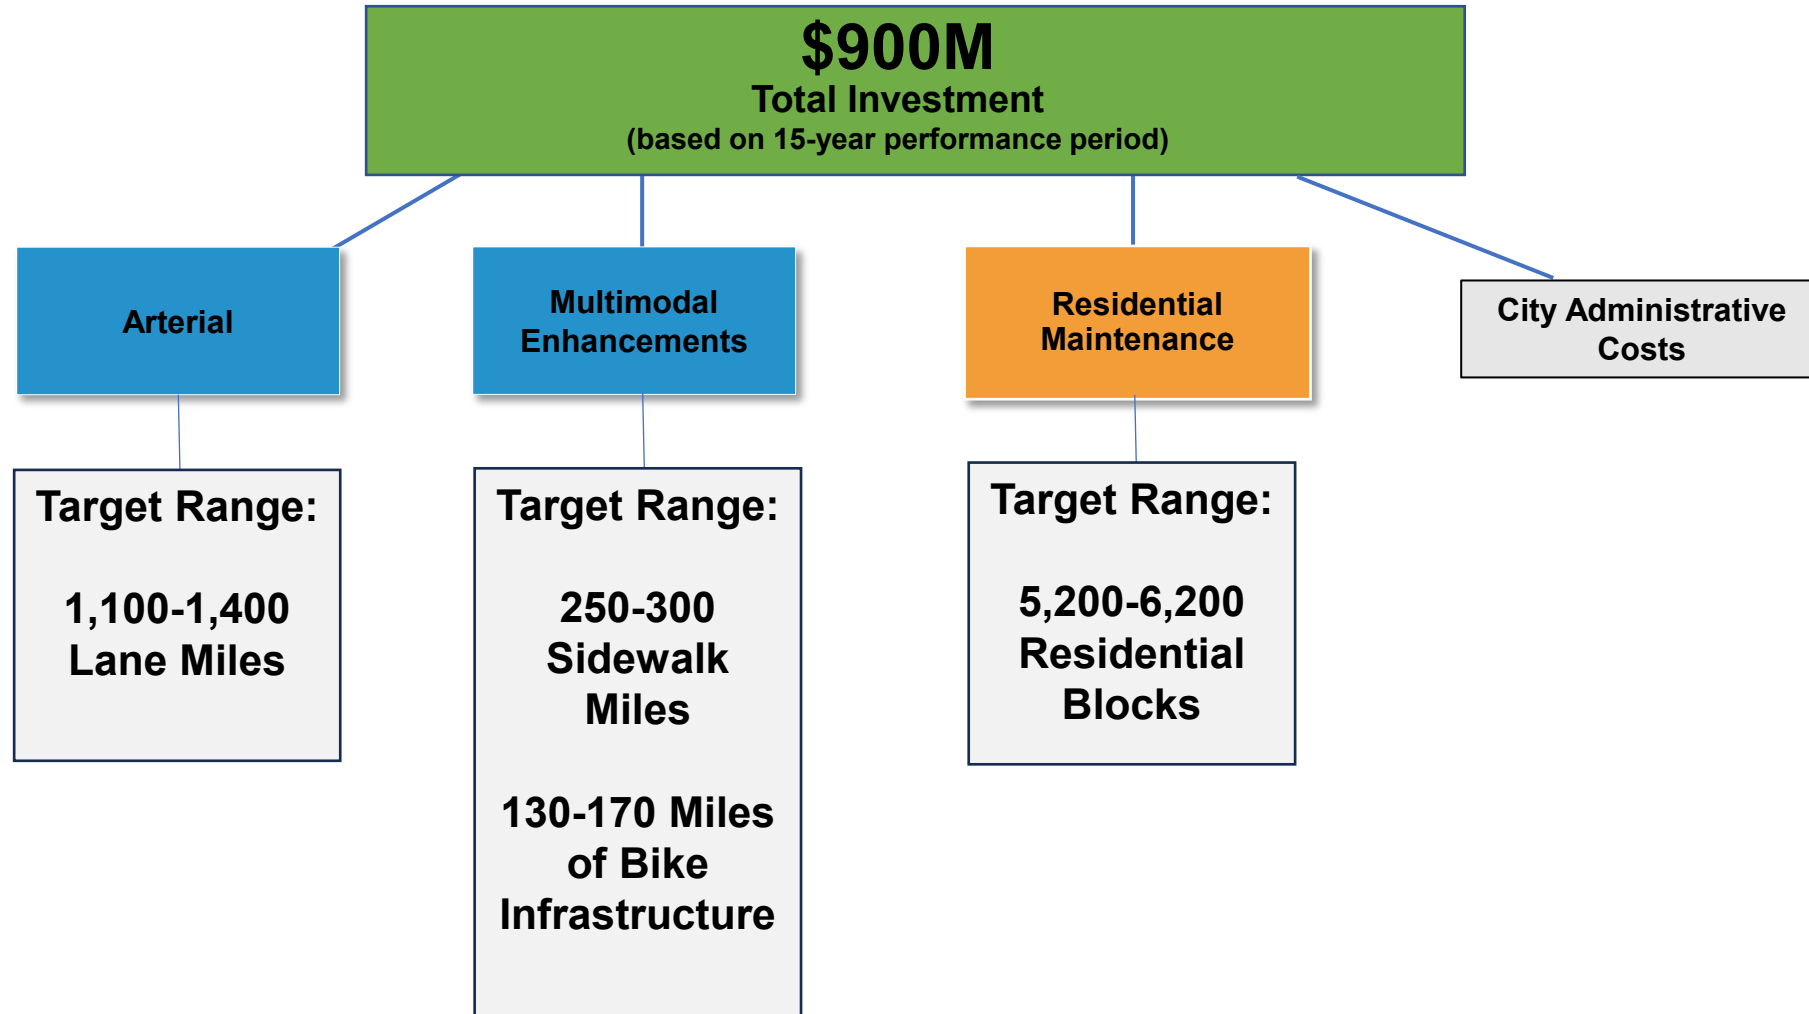 $900M
Total Investment
(based on 15-year performance period)
Arterial
Multimodal
Enhancements
Residential
Maintenance
City Administrative
Costs
Target Range:
1,100-1,400
Lane Miles
Target Range:
250-300
Sidewalk
Miles
130-170 Miles
of Bike
Infrastructure
Target Range:
5,200-6,200
Residential
Blocks